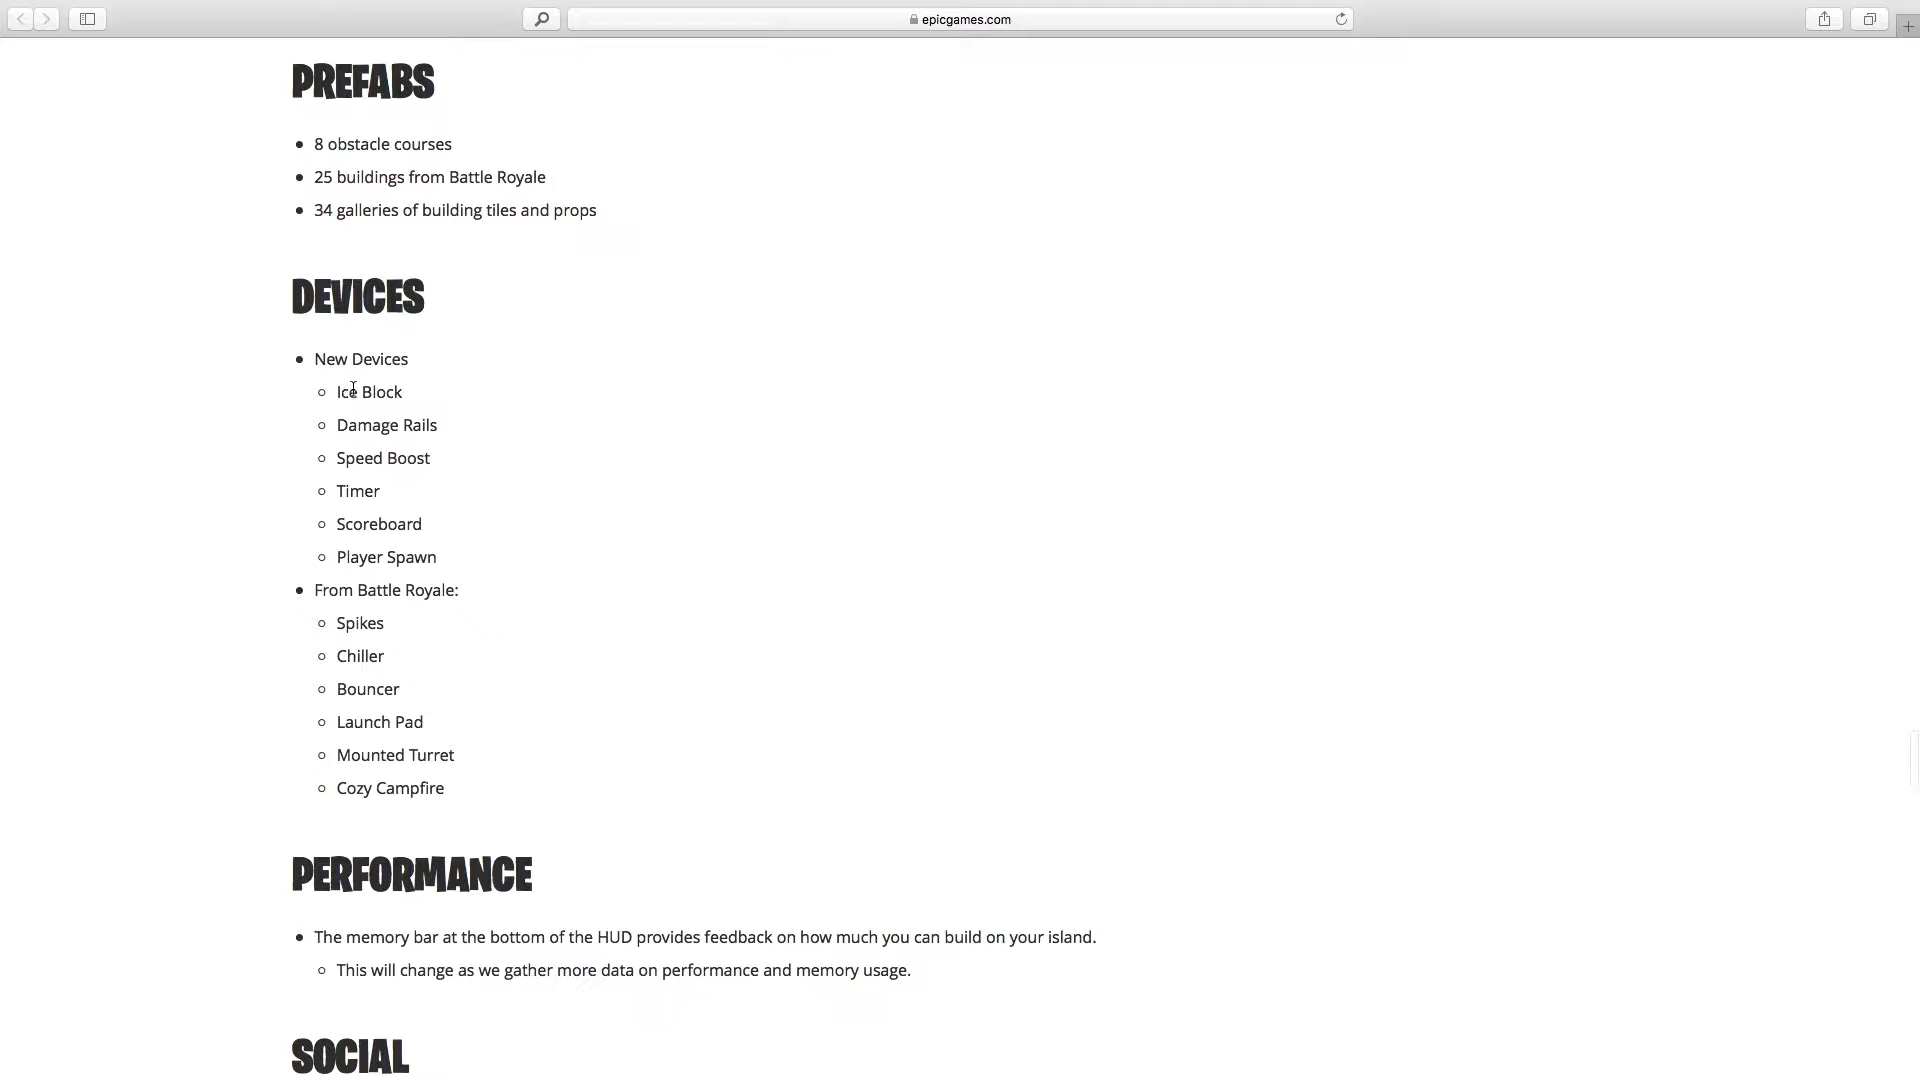 epicgames.com
PREFABS
8 obstacle courses
25 buildings from Battle Royale
34 galleries of building tiles and props
DEVICES
New Devices
Ice Block
Damage Rails
Speed Boost
Timer
Scoreboard
Player Spawn
From Battle Royale:
Spikes
Chiller
Bouncer
Launch Pad
Mounted Turret
Cozy Campfire
PERFORMANCE
The memory bar at the bottom of the HUD provides feedback on how much you can build on your island.
This will change as we gather more data on performance and memory usage.
SOCIAL